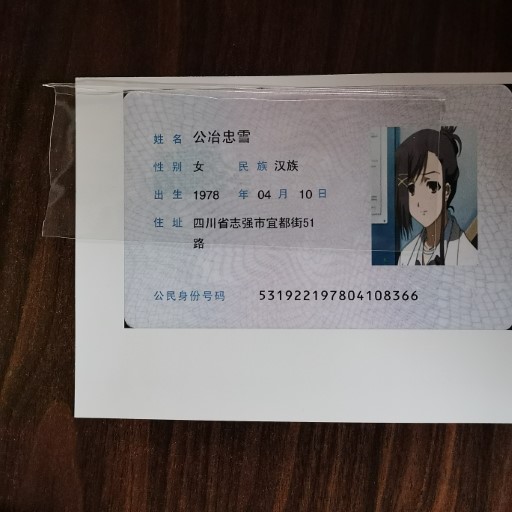 姓名 公冶忠雪
性别 女 民族 汉族
出生 1978 年 04 月 10 日
住址 四川省志强市宜都街51
路
公民身份号码 531922197804108366